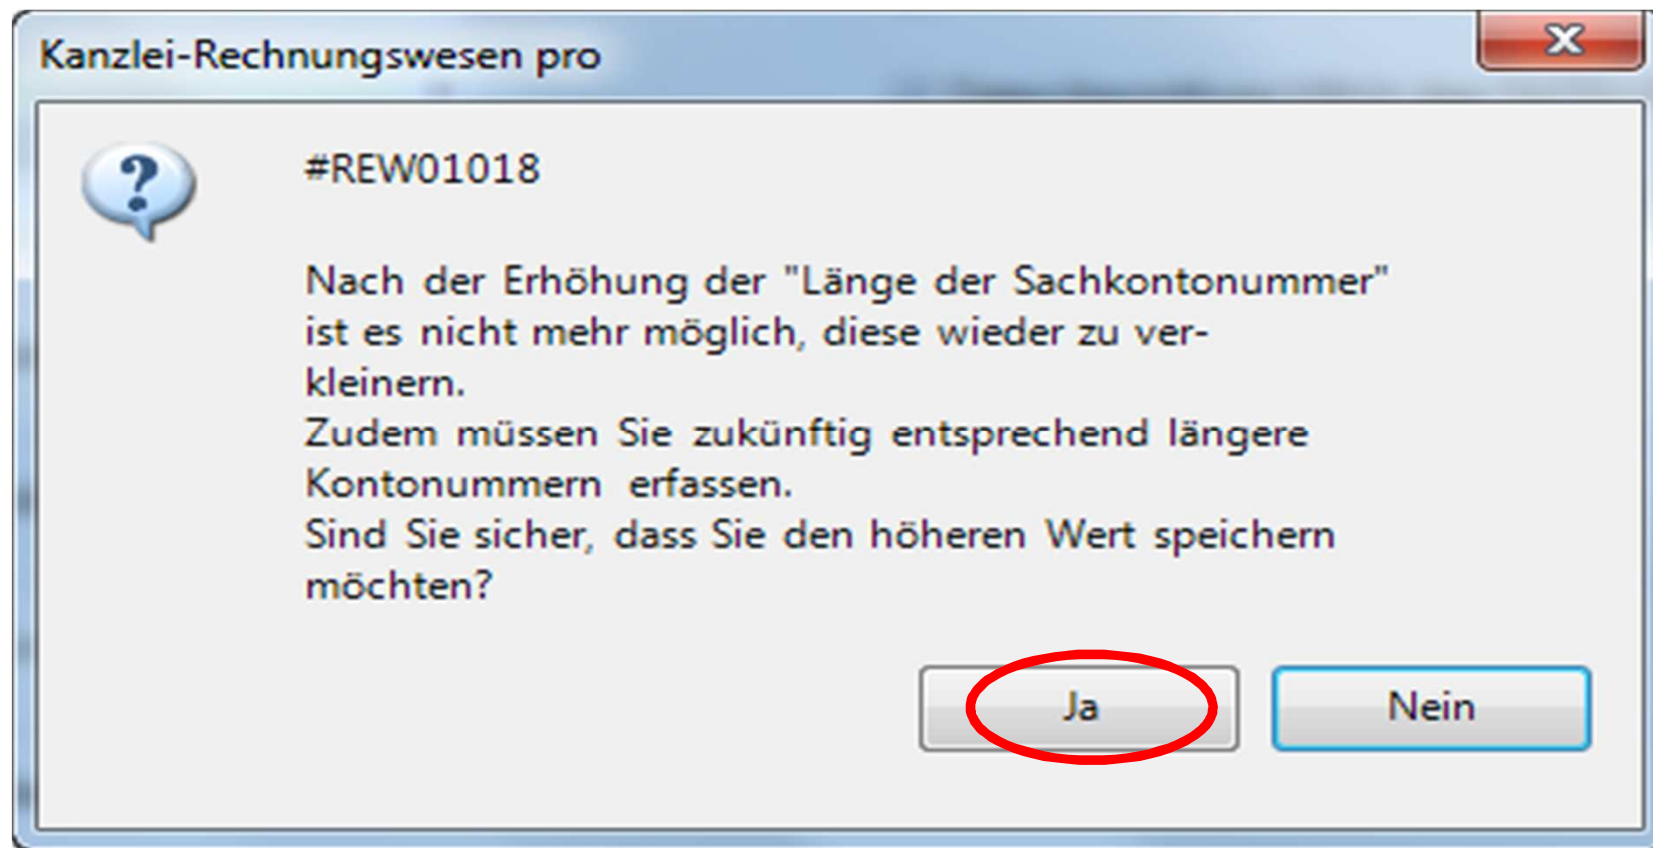 Kanzlei-Rechnungswesen pro
#REW01018
Nach der Erhöhung der "Länge der Sachkontonummer"
ist es nicht mehr möglich, diese wieder zu ver-
kleinern.
Zudem müssen Sie zukünftig entsprechend längere
Kontonummern erfassen.
Sind Sie sicher, dass Sie den höheren Wert speichern
möchten?
Ja Nein